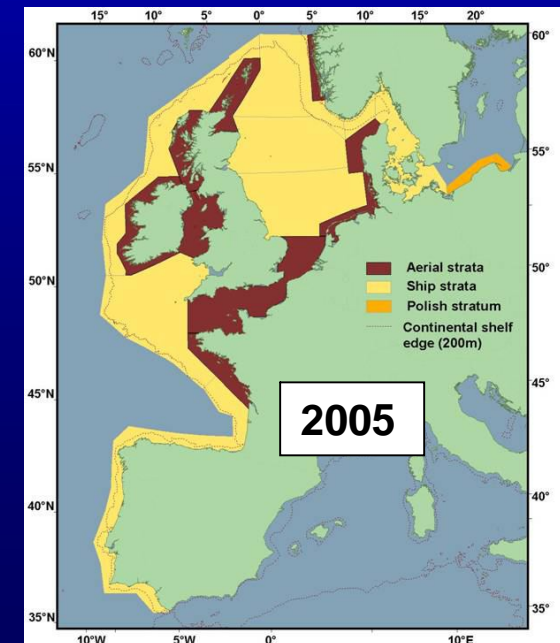 15° 10° 5° 0° 5° 15° 20°
60°N 60°
55°N 55°
50°N 50°
45°N 45°
40°N 40°
35°N 35°
Aerial strata
Ship strata
Polish stratum
Continental shelf
edge (200m)
2005
10°W 5°W 0° 10°E